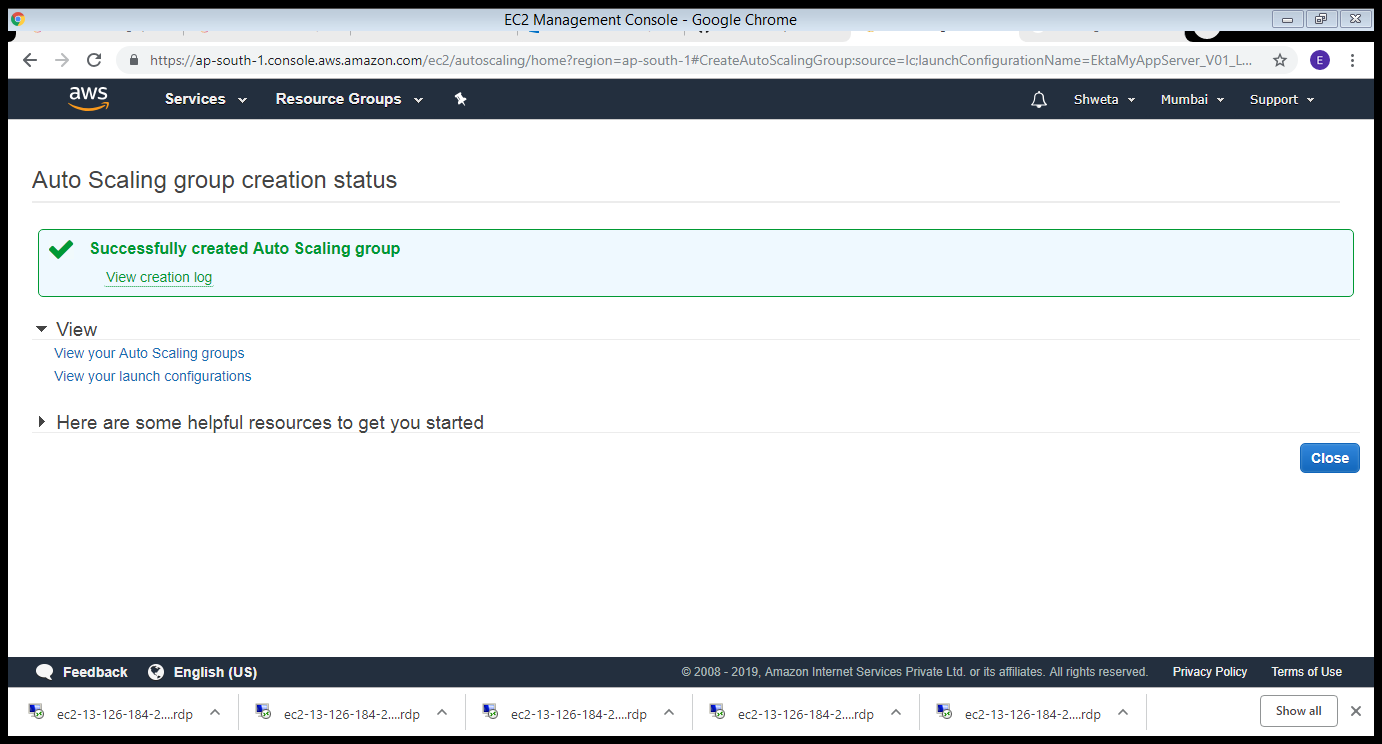 EC2 Management Console - Google Chrome
https://ap-south-1.console.aws.amazon.com/ec2/autoscaling/home?region=ap-south-1#CreateAutoScalingGroup:source=lc;launchConfigurationName=EktaMyAppServer_V01_L... E
aws Services Resource Groups Shweta Mumbai Support
Auto Scaling group creation status
Successfully created Auto Scaling group
View creation log
View
View your Auto Scaling groups
View your launch configurations
Here are some helpful resources to get you started
Close
Feedback English (US) © 2008 - 2019, Amazon Internet Services Private Ltd. or its affiliates. All rights reserved. Privacy Policy Terms of Use
ec2-13-126-184-2....rdp ec2-13-126-184-2....rdp ec2-13-126-184-2....rdp ec2-13-126-184-2....rdp ec2-13-126-184-2....rdp Show all